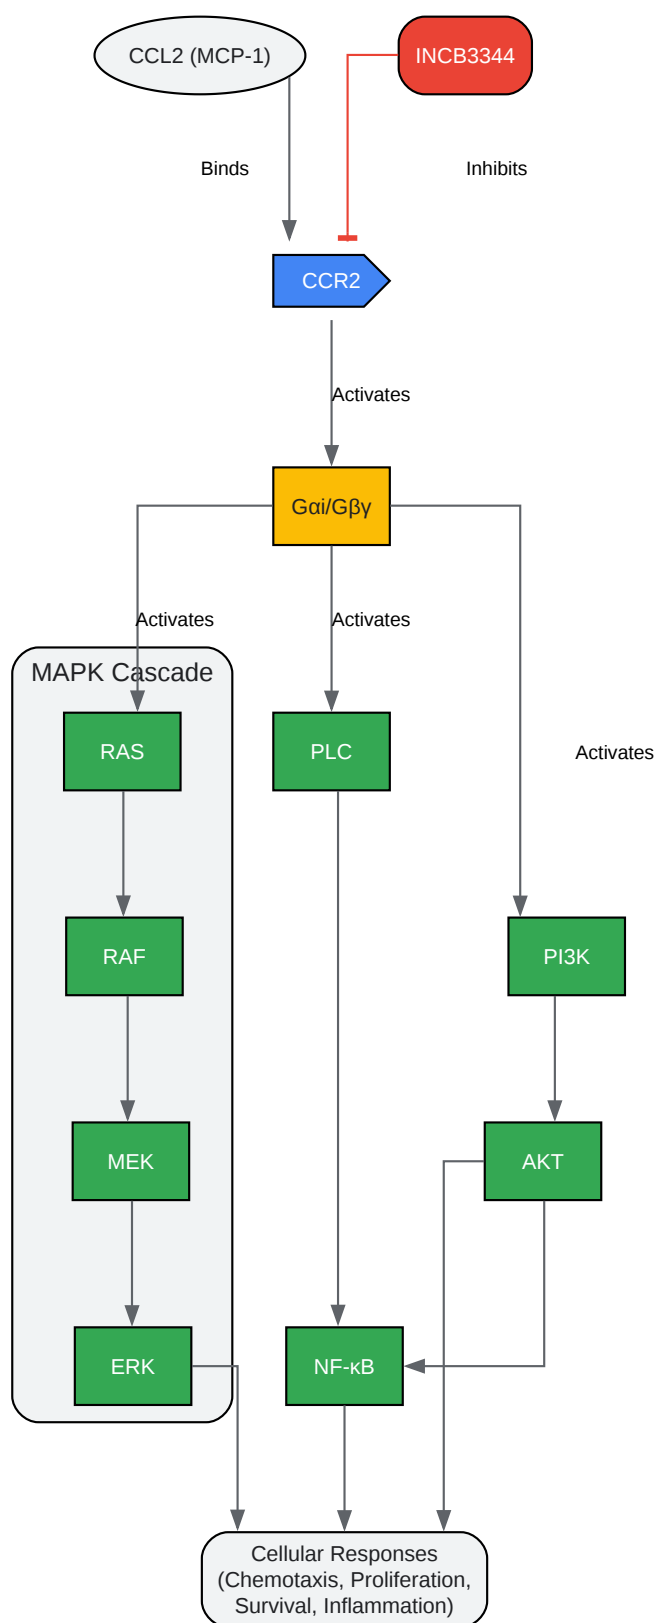 CCL2 (MCP-1)
INCB3344
Binds
Inhibits
CCR2
Activates
Gαi/Gβγ
Activates
Activates
MAPK Cascade
RAS
PLC
Activates
RAF
PI3K
MEK
AKT
ERK
NF-κB
Cellular Responses
(Chemotaxis, Proliferation,
Survival, Inflammation)